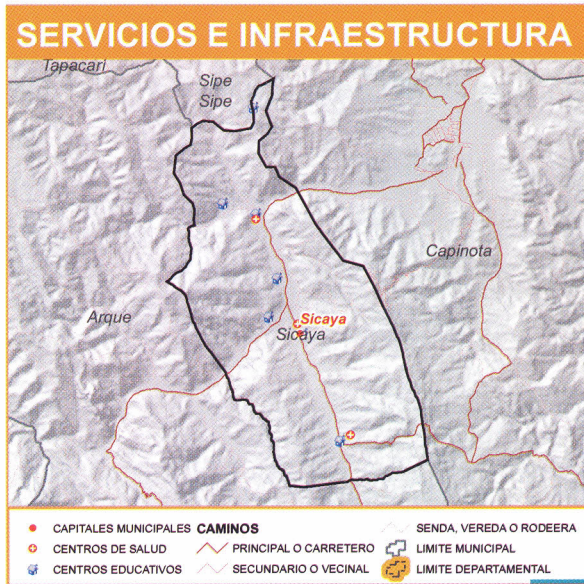 SERVICIOS E INFRAESTRUCTURA
Tapacari
Sipe
Sipe
Capinota
Arque
Sicaya
Sicaya
CAPITALES MUNICIPALES CAMINOS SENDA, VEREDA O RODEERA
CENTROS DE SALUD PRINCIPAL O CARRETERO LIMITE MUNICIPAL
CENTROS EDUCATIVOS SECUNDARIO O VECINAL LIMITE DEPARTAMENTAL